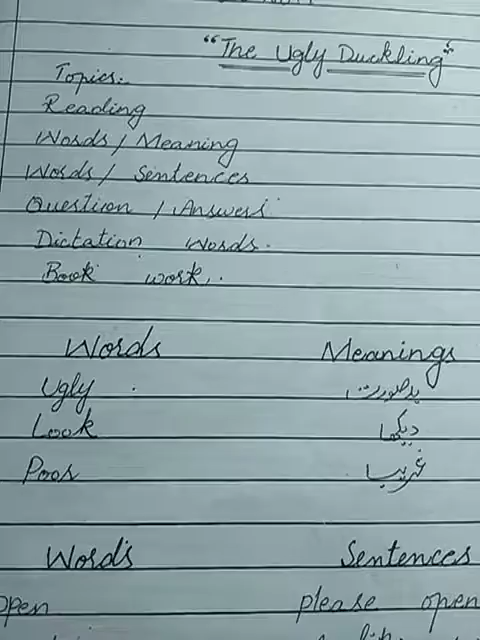 "The Ugly Duckling"
Topics:
Reading
Words / Meaning
Words / Sentences
Question / Answers
Dictation Words.
Book work.
Words Meanings
Ugly بدصورت
Look دیکھا
Poor غریب
Words Sentences
open please open